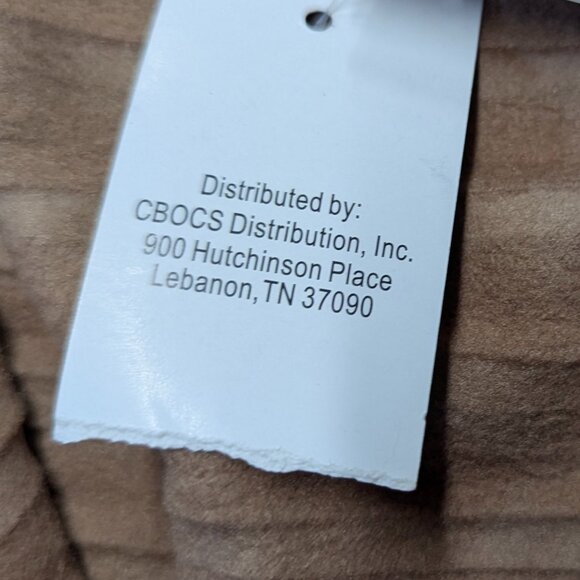 Distributed by:
CBOCS Distribution, Inc.
900 Hutchinson Place
Lebanon, TN 37090